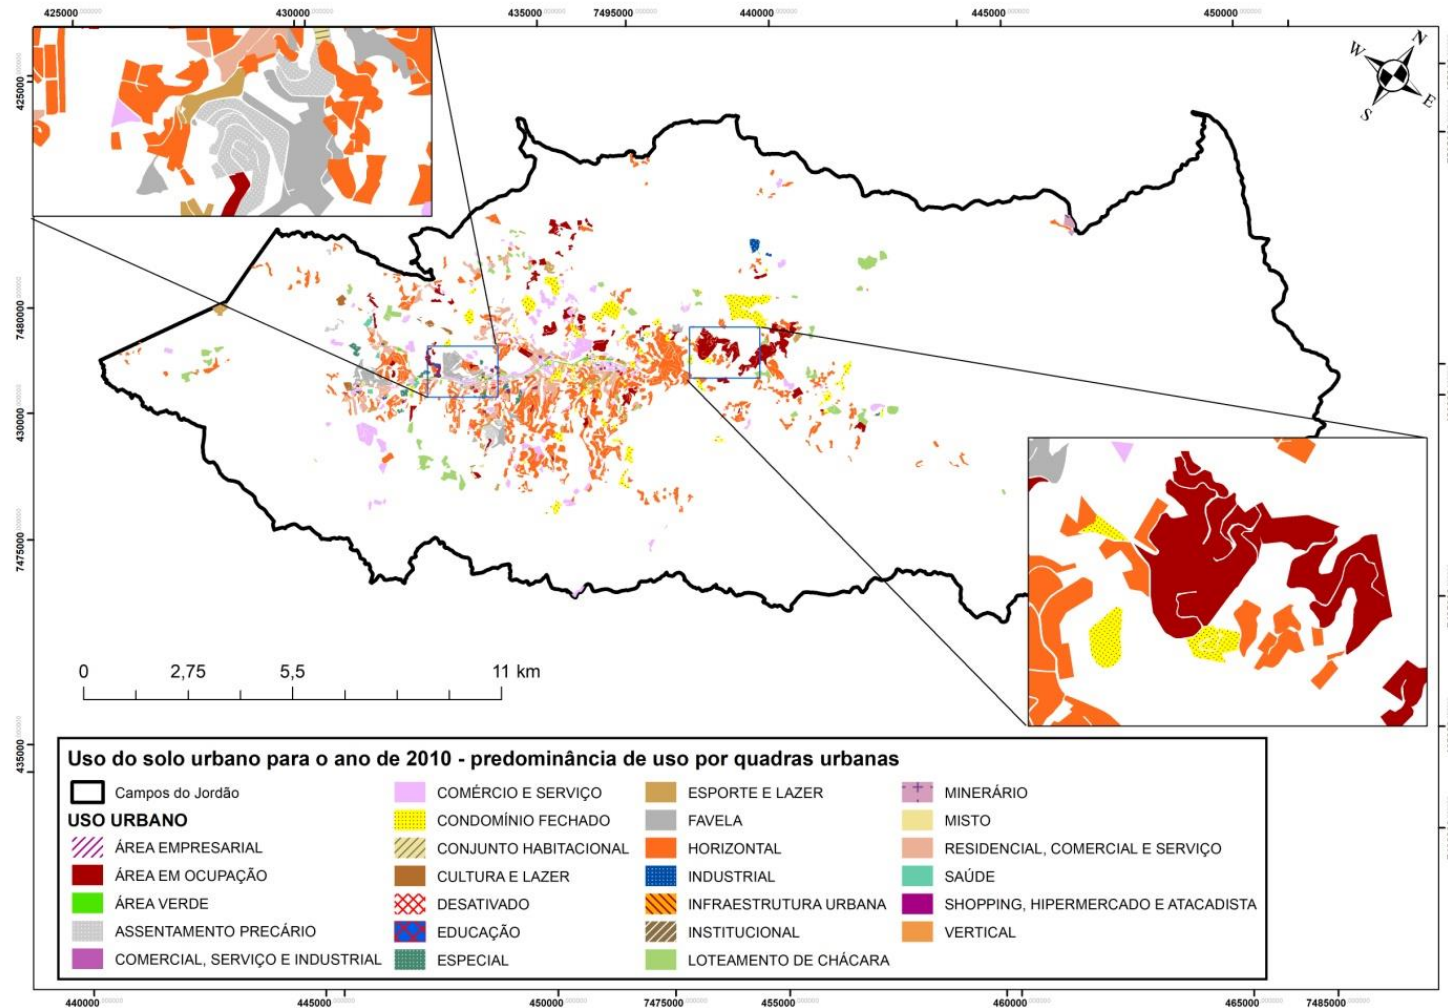 425000 430000 435000 7495000 440000 445000 450000
N
W
E
S
425000
7480000
430000
7475000
435000
0 2,75 5,5 11 km
Uso do solo urbano para o ano de 2010 - predominância de uso por quadras urbanas
Campos do Jordão
USO URBANO
ÁREA EMPRESARIAL
ÁREA EM OCUPAÇÃO
ÁREA VERDE
ASSENTAMENTO PRECÁRIO
COMERCIAL, SERVIÇO E INDUSTRIAL
COMÉRCIO E SERVIÇO
CONDOMÍNIO FECHADO
CONJUNTO HABITACIONAL
CULTURA E LAZER
DESATIVADO
EDUCAÇÃO
ESPECIAL
ESPORTE E LAZER
FAVELA
HORIZONTAL
INDUSTRIAL
INFRAESTRUTURA URBANA
INSTITUCIONAL
LOTEAMENTO DE CHÁCARA
MINERÁRIO
MISTO
RESIDENCIAL, COMERCIAL E SERVIÇO
SAÚDE
SHOPPING, HIPERMERCADO E ATACADISTA
VERTICAL
440000 445000 450000 7475000 455000 460000 465000 7485000